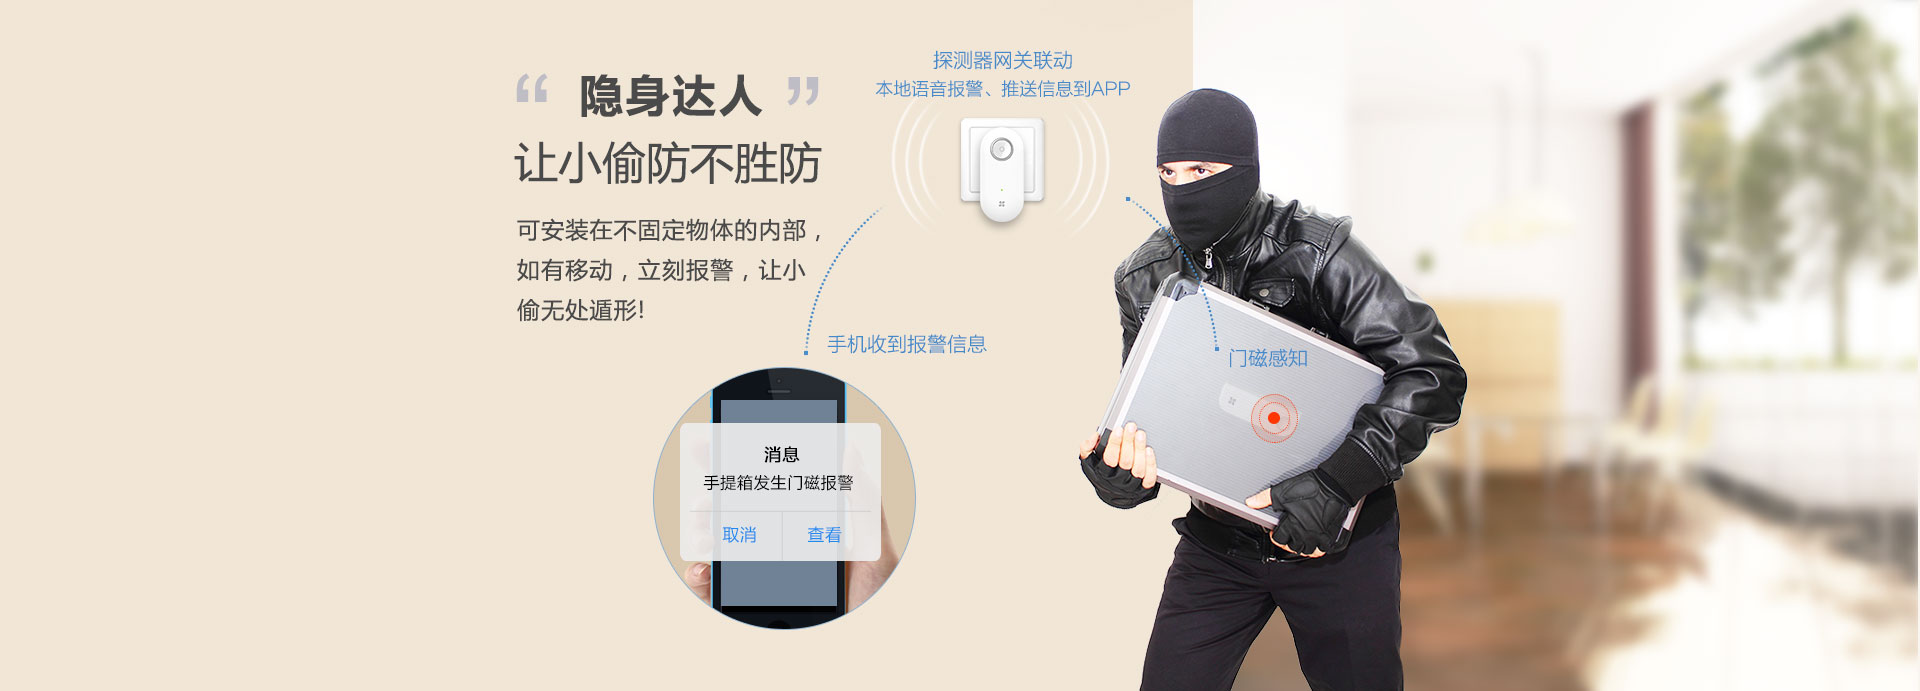 “ 隐身达人 ”
让小偷防不胜防
可安装在不固定物体的内部，
如有移动，立刻报警，让小
偷无处遁形!
探测器网关联动
本地语音报警、推送信息到APP
手机收到报警信息
门磁感知
消息
手提箱发生门磁报警
取消
查看